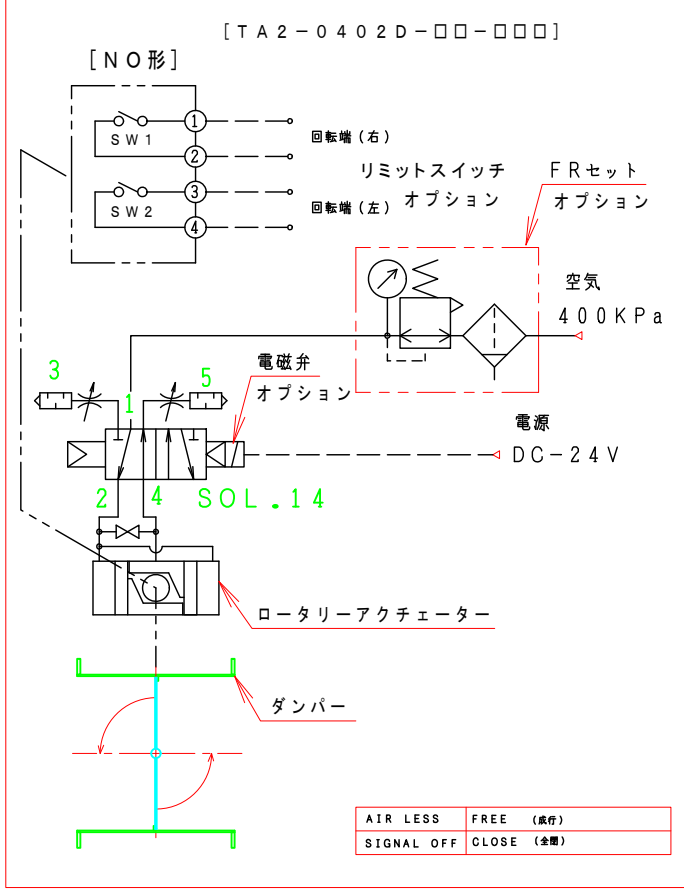 [TA2-0402D-□□-□□□]
[NO形]
1
SW1
2
回転端(右)
3
SW2
4
回転端(左)
リミットスイッチ
オプション
FRセット
オプション
空気
400KPa
電磁弁
オプション
電源
DC-24V
3
1
5
2
4
SOL.14
ロータリーアクチェーター
ダンパー
AIR LESS FREE (成行)
SIGNAL OFF CLOSE (全閉)